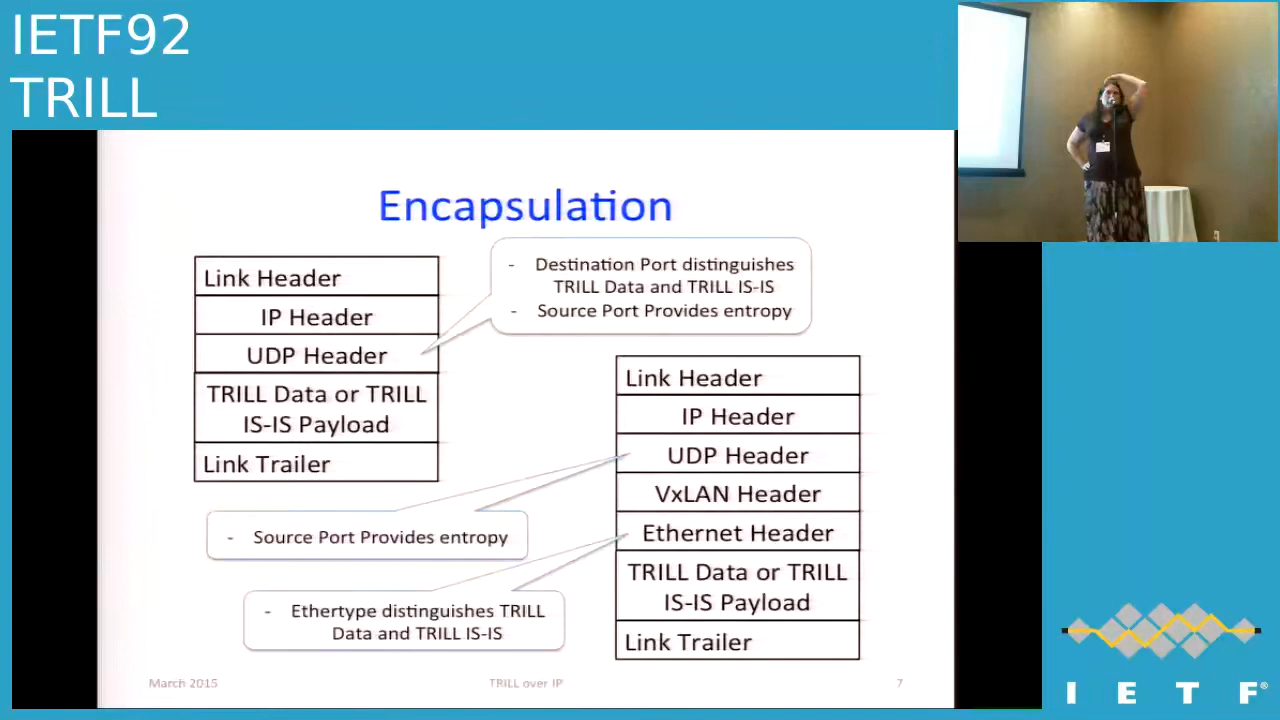 IETF92
TRILL
Encapsulation
Link Header
IP Header
UDP Header
TRILL Data or TRILL
IS-IS Payload
Link Trailer
- Destination Port distinguishes
TRILL Data and TRILL IS-IS
- Source Port Provides entropy
Link Header
IP Header
UDP Header
VxLAN Header
Ethernet Header
TRILL Data or TRILL
IS-IS Payload
Link Trailer
- Source Port Provides entropy
- Ethertype distinguishes TRILL
Data and TRILL IS-IS
March 2015
TRILL over IP
7
I E T F®